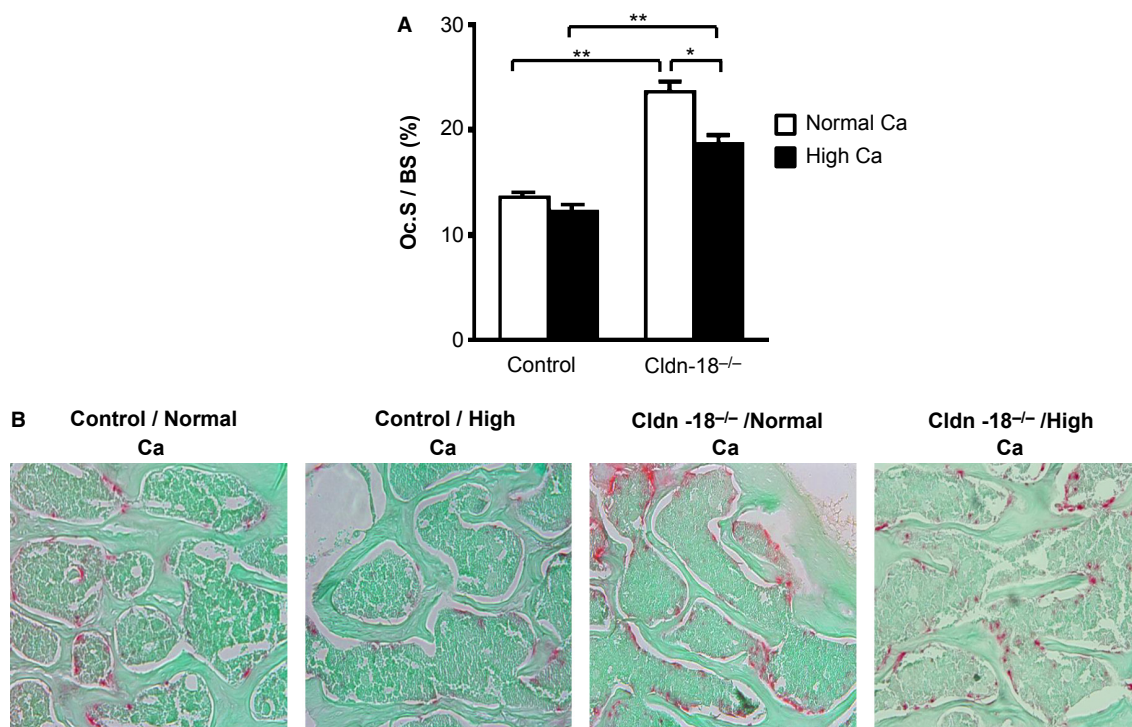 A
30
20
10
0
Oc.S / BS (%)
**
**
*
Normal Ca
High Ca
Control
Cldn-18–/–
B
Control / Normal
Ca
Control / High
Ca
Cldn -18–/– /Normal
Ca
Cldn -18–/– /High
Ca